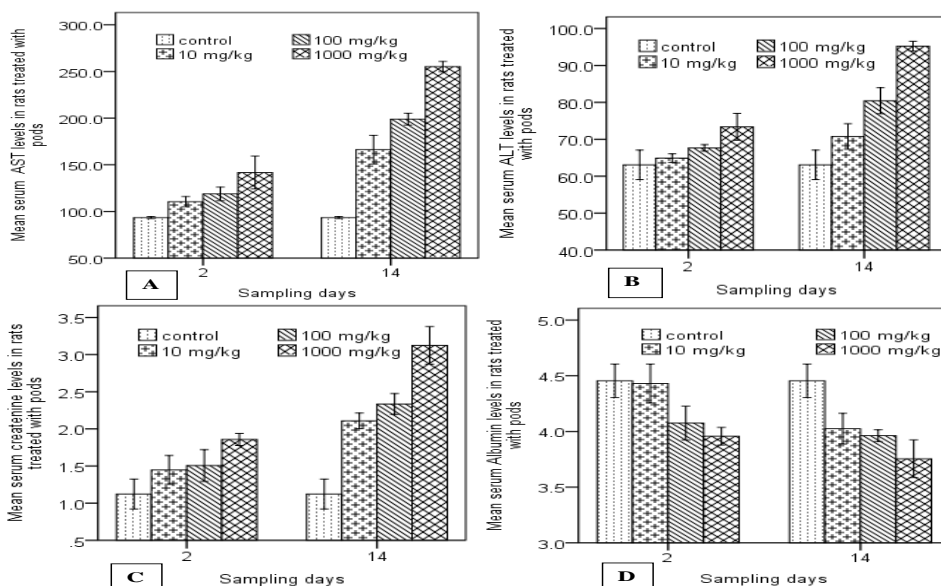 Mean serum AST levels in rats treated with
pods
300.0
250.0
200.0
150.0
100.0
50.0
control
10 mg/kg
100 mg/kg
1000 mg/kg
2
14
A
Sampling days
Mean serum ALT levels in rats treated
with pods
100.0
90.0
80.0
70.0
60.0
50.0
40.0
control
10 mg/kg
100 mg/kg
1000 mg/kg
2
14
B
Sampling days
Mean serum createnine levels in rats
treated with pods
3.5
3.0
2.5
2.0
1.5
1.0
.5
control
10 mg/kg
100 mg/kg
1000 mg/kg
2
14
C
Sampling days
Mean serum Albumin levels in rats treated
with pods
5.0
4.5
4.0
3.5
3.0
control
10 mg/kg
100 mg/kg
1000 mg/kg
2
14
D
Sampling days